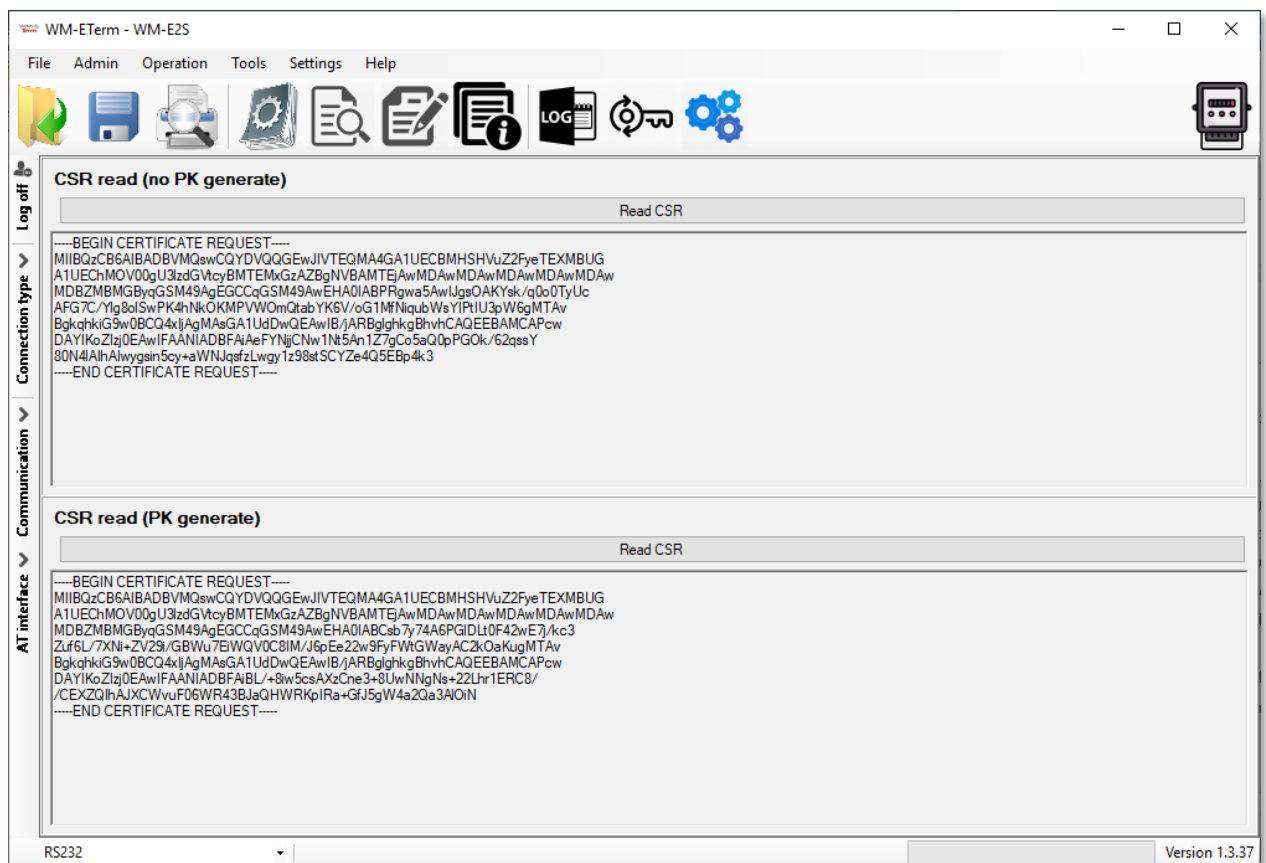 WM-ETerm - WM-E2S
File Admin Operation Tools Settings Help
LOG
Log off
Connection type
Communication
AT interface
CSR read (no PK generate)
Read CSR
-----BEGIN CERTIFICATE REQUEST-----
MIIBQzCB6AIBADBVMQswCQYDVQQGEwJIVTEQMA4GA1UECBMHSHVuZ2FyeTEXMBUG
A1UEChMOV00gU3lzdGVtcyBMTEMxGzAZBgNVBAMTEjAwMDAwMDAwMDAwMDAwMDAw
MDBZMBMGByqGSM49AgEGCCqGSM49AwEHA0IABPRgwa5AwIJgsOAKYsk/q0o0TyUc
AFG7C/Ylg8oISwPK4hNkOKMPVWOmQtabYK6V/oG1MfNiqubWsYIPtIU3pW6gMTAv
BgkqhkiG9w0BCQ4xIjAgMAsGA1UdDwQEAwIB/jARBglghkgBhvhCAQEEBAMCAPcw
DAYIKoZIzj0EAwIFAANIADBFAiAeFYNjjCNw1Nt5An1Z7gCo5aQ0pPGOk/62qssY
80N4IAIhAIwygsin5cy+aWNJqsfzLwgy1z98stSCYZe4Q5EBp4k3
-----END CERTIFICATE REQUEST-----
CSR read (PK generate)
Read CSR
-----BEGIN CERTIFICATE REQUEST-----
MIIBQzCB6AIBADBVMQswCQYDVQQGEwJIVTEQMA4GA1UECBMHSHVuZ2FyeTEXMBUG
A1UEChMOV00gU3lzdGVtcyBMTEMxGzAZBgNVBAMTEjAwMDAwMDAwMDAwMDAwMDAw
MDBZMBMGByqGSM49AgEGCCqGSM49AwEHA0IABCsb7y74A6PGIDLt0F42wE7j/kc3
Zuf6L/7XNi+ZV29i/GBWu7EiWQV0C8IM/J6pEe22w9FyFWtGWayAC2kOaKugMTAv
BgkqhkiG9w0BCQ4xIjAgMAsGA1UdDwQEAwIB/jARBglghkgBhvhCAQEEBAMCAPcw
DAYIKoZIzj0EAwIFAANIADBFAiBL/+8iw5csAXzCne3+8UwNNgNs+22Lhr1ERC8/
/CEXZQIhAJXCWvuF06WR43BJaQHWRKpIRa+GfJ5gW4a2Qa3AIOiN
-----END CERTIFICATE REQUEST-----
RS232
Version 1.3.37